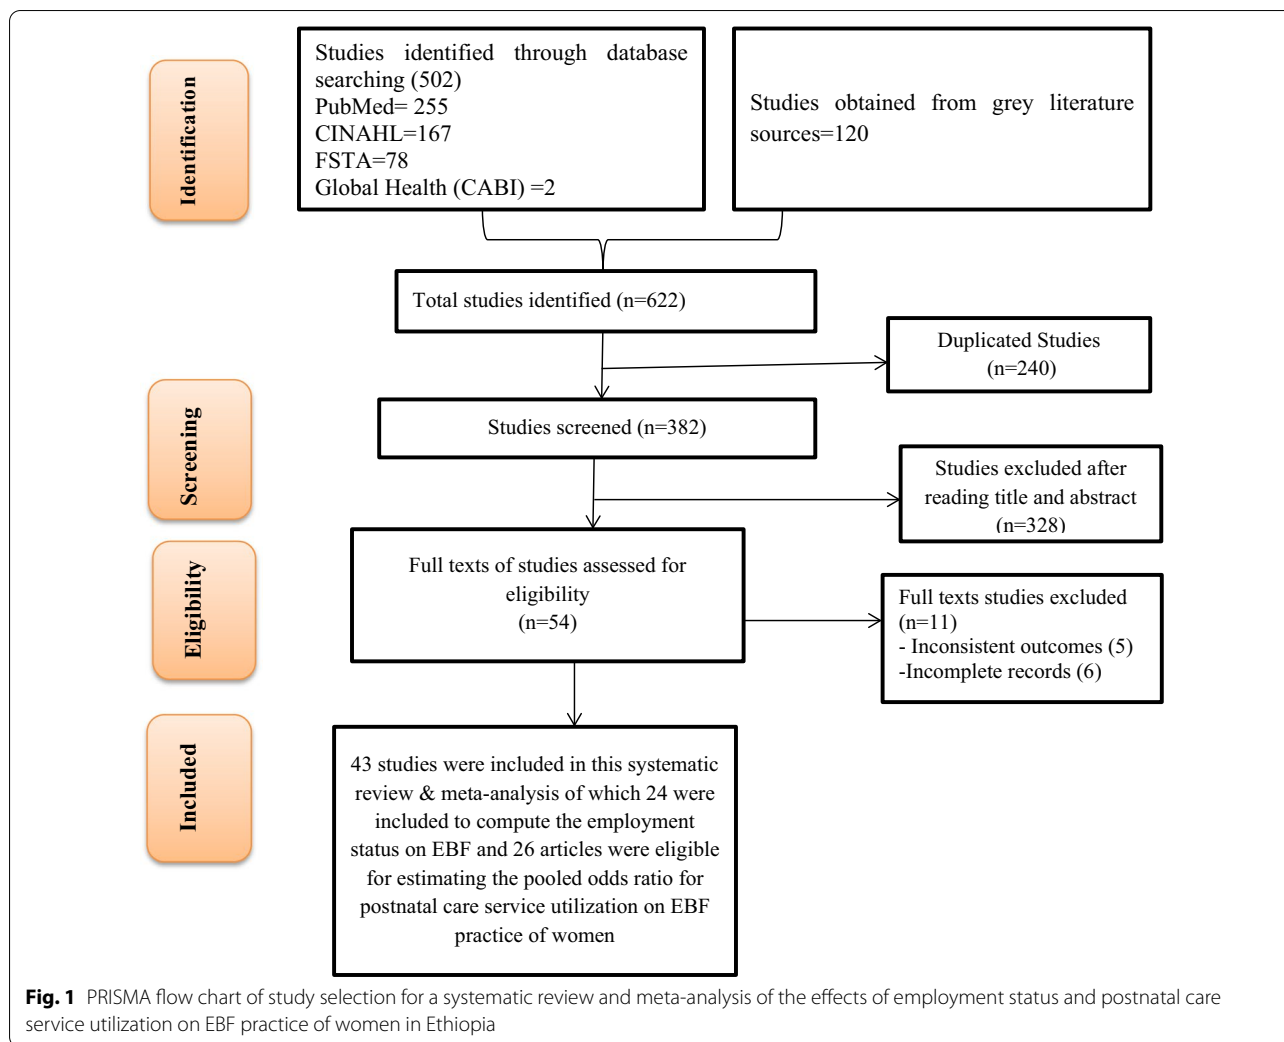 Identification
Studies identified through database
searching (502)
PubMed= 255
CINAHL=167
FSTA=78
Global Health (CABI) =2
Studies obtained from grey literature
sources=120
Total studies identified (n=622)
Duplicated Studies
(n=240)
Screening
Studies screened (n=382)
Studies excluded after
reading title and abstract
(n=328)
Eligibility
Full texts of studies assessed for
eligibility
(n=54)
Full texts studies excluded
(n=11)
- Inconsistent outcomes (5)
-Incomplete records (6)
Included
43 studies were included in this systematic
review & meta-analysis of which 24 were
included to compute the employment
status on EBF and 26 articles were eligible
for estimating the pooled odds ratio for
postnatal care service utilization on EBF
practice of women
Fig. 1 PRISMA flow chart of study selection for a systematic review and meta-analysis of the effects of employment status and postnatal care
service utilization on EBF practice of women in Ethiopia